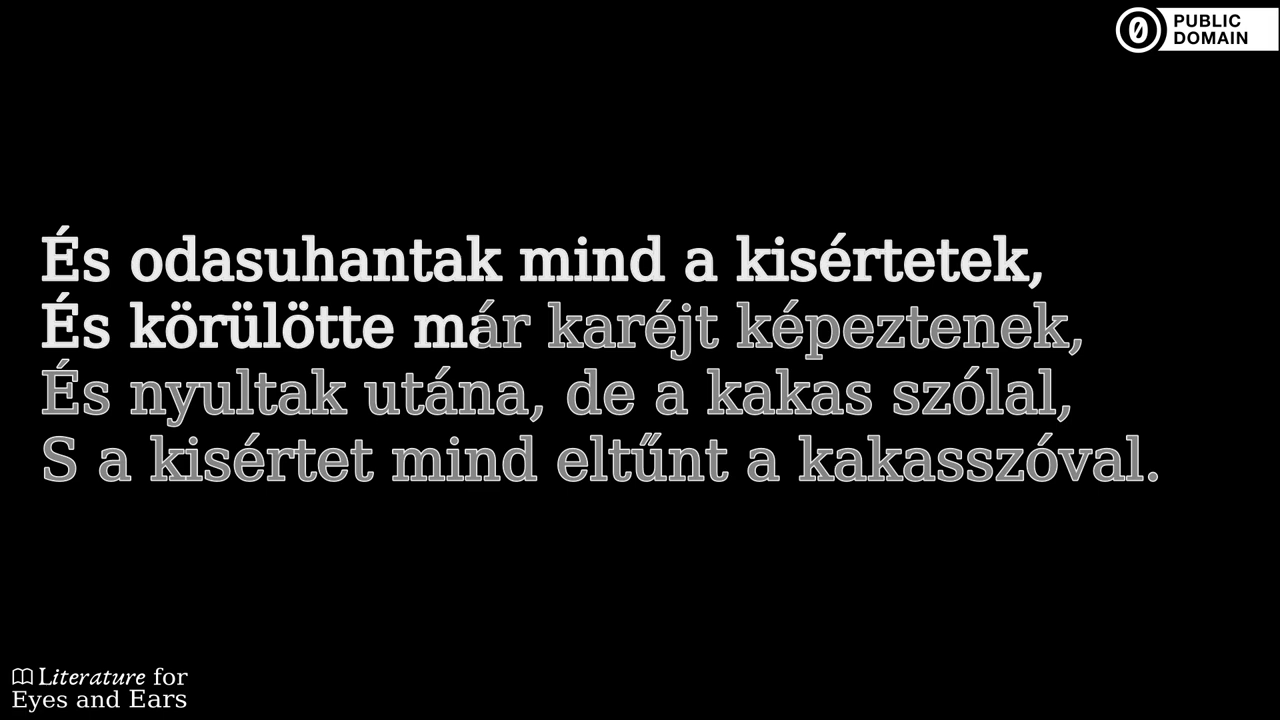 PUBLIC
DOMAIN
És odasuhantak mind a kisértetek,
És körülötte már karéjt képeztenek,
És nyultak utána, de a kakas szólal,
S a kisértet mind eltűnt a kakasszóval.
Literature for
Eyes and Ears